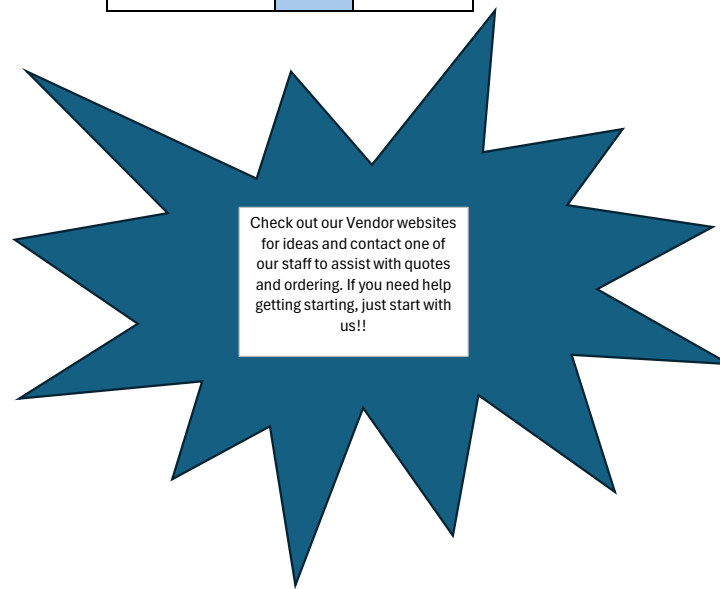 Check out our Vendor websites
for ideas and contact one of
our staff to assist with quotes
and ordering. If you need help
getting starting, just start with
us!!